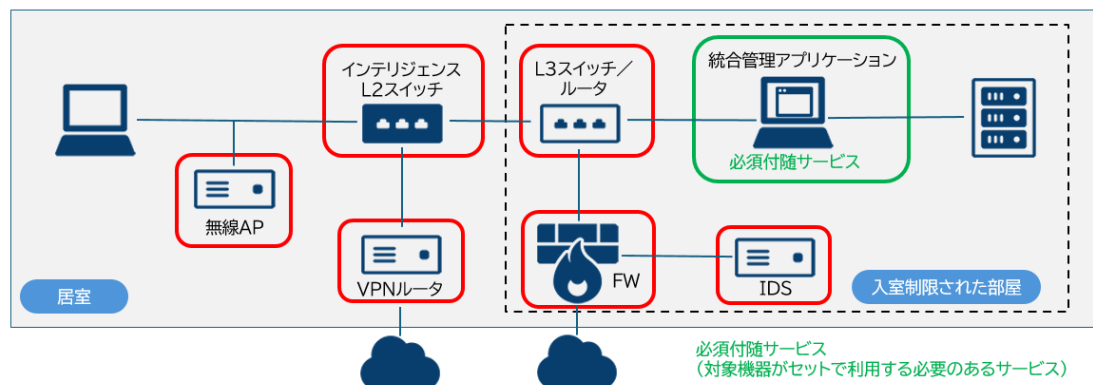 インテリジェンス
L2スイッチ
L3スイッチ／
ルータ
統合管理アプリケーション
必須付随サービス
無線AP
VPNルータ
FW
IDS
居室
入室制限された部屋
必須付随サービス
（対象機器がセットで利用する必要のあるサービス）